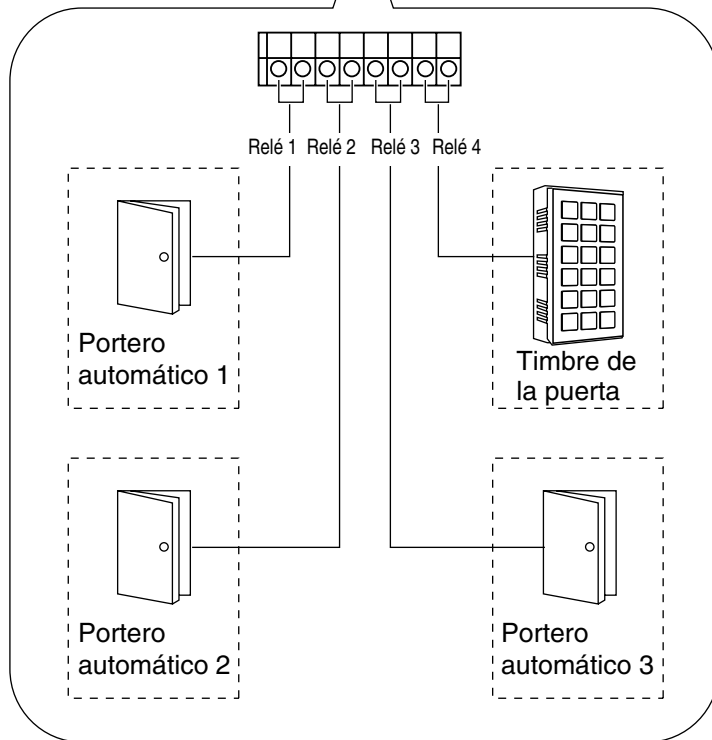 Relé 1 Relé 2 Relé 3 Relé 4
Portero
automático 1
Timbre de
la puerta
Portero
automático 2
Portero
automático 3